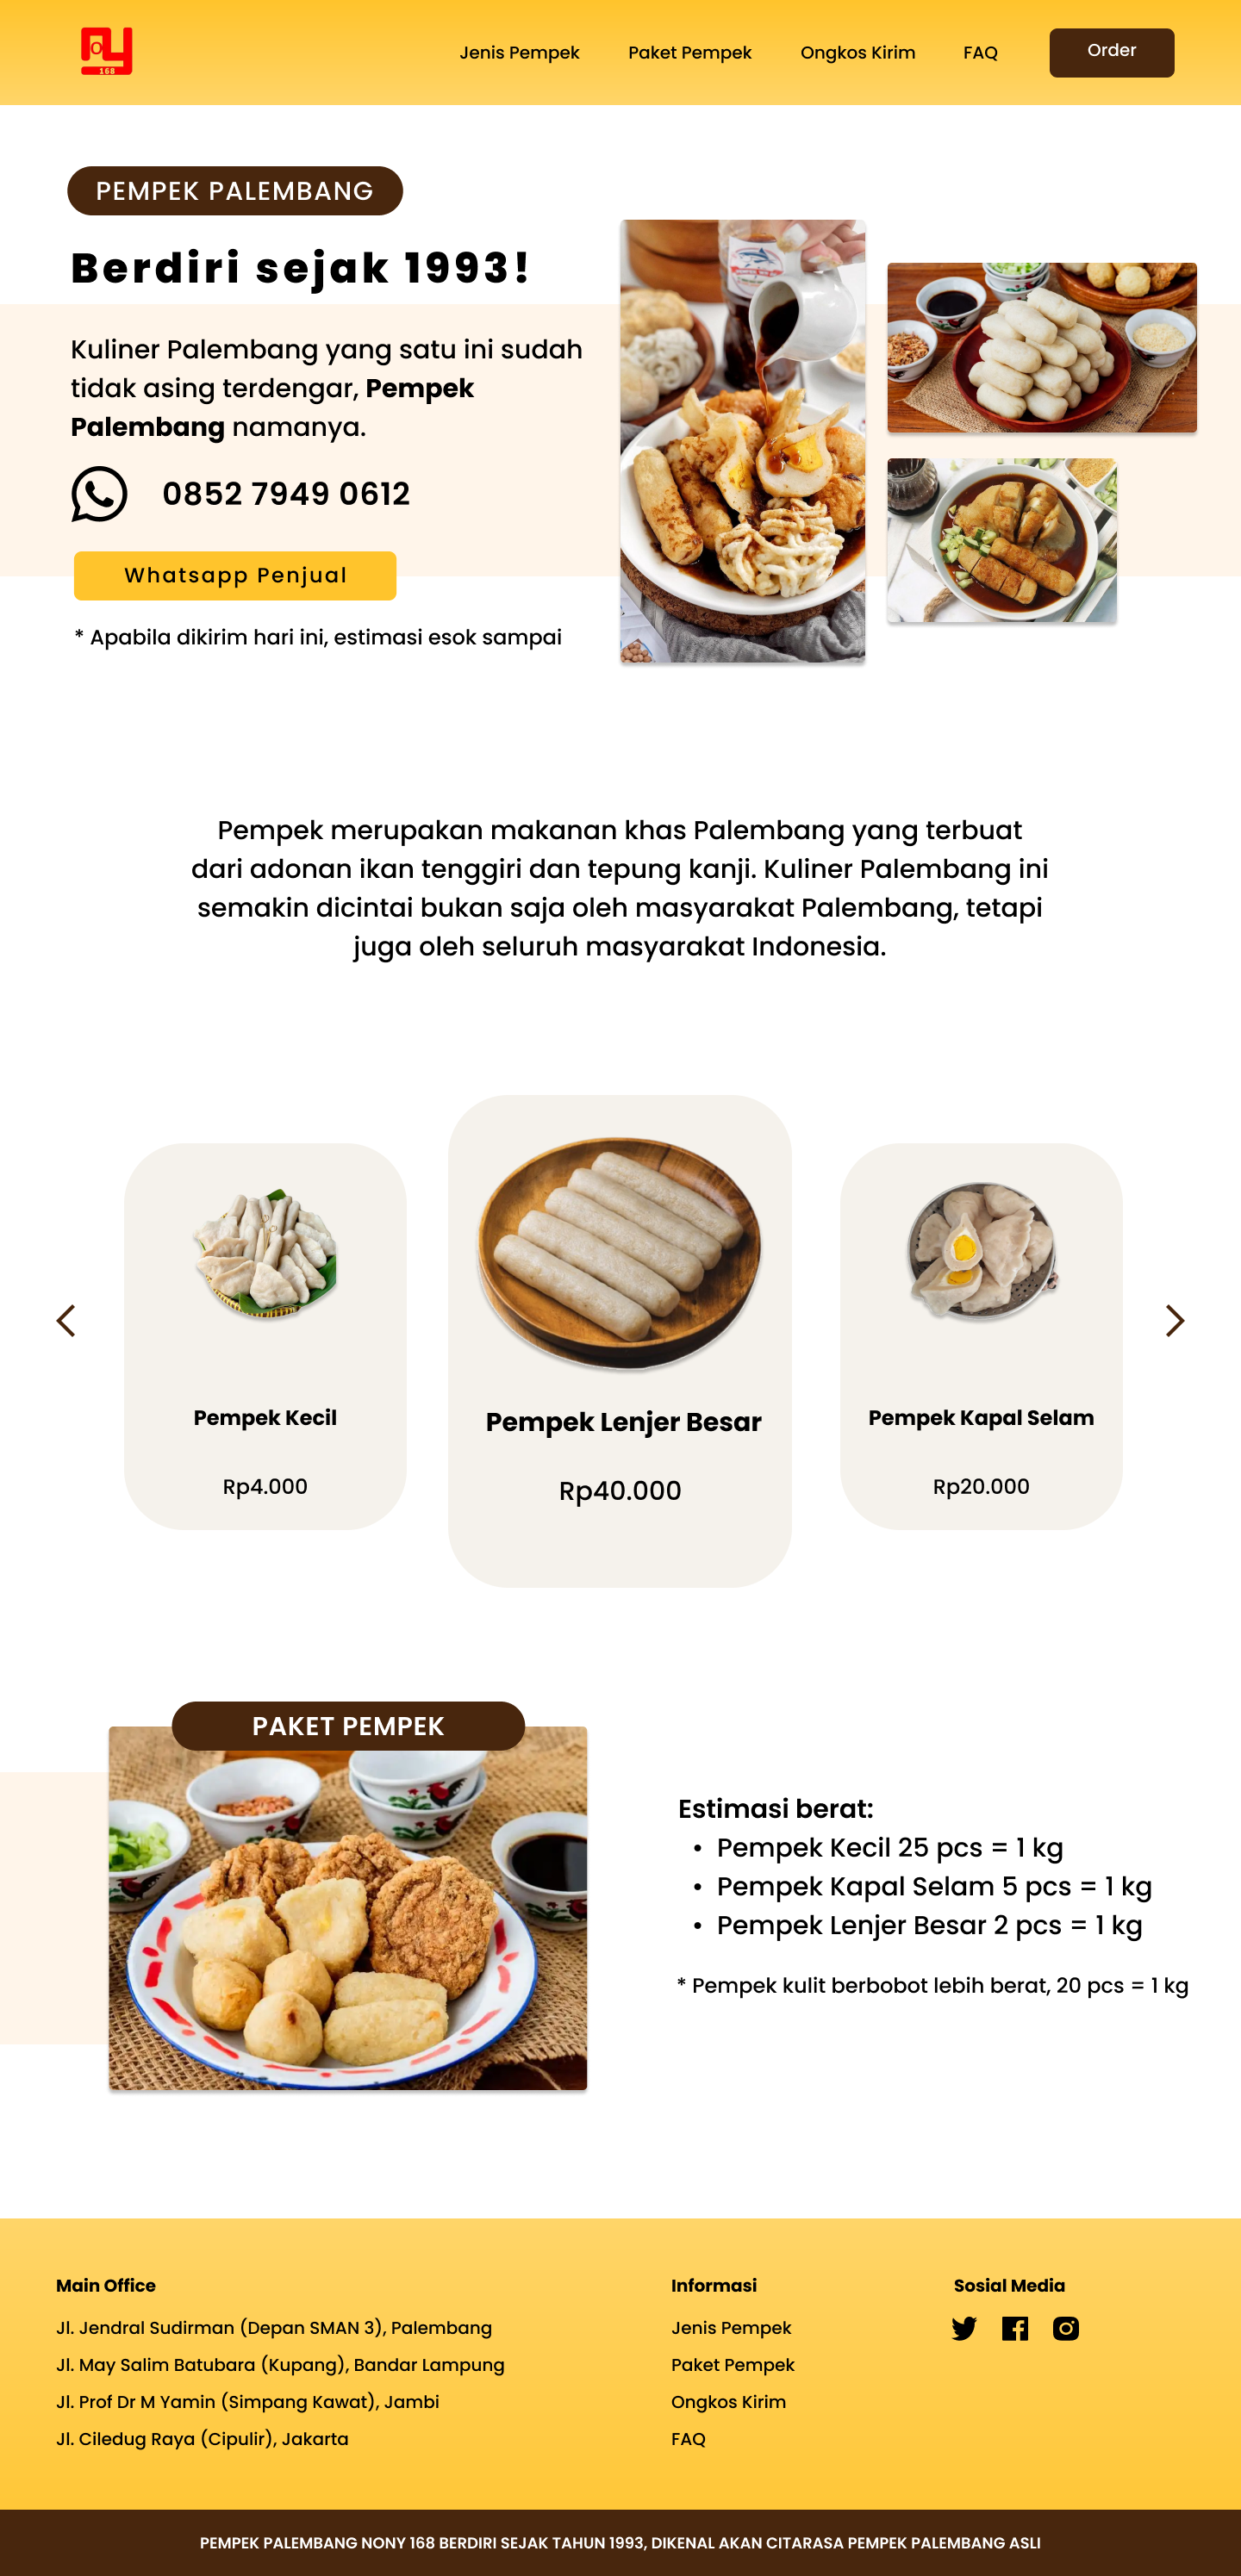 O
168
Jenis Pempek
Paket Pempek
Ongkos Kirim
FAQ
Order
PEMPEK PALEMBANG
Berdiri sejak 1993!
Kuliner Palembang yang satu ini sudah
tidak asing terdengar, Pempek
Palembang namanya.
0852 7949 0612
Whatsapp Penjual
* Apabila dikirim hari ini, estimasi esok sampai
Pempek merupakan makanan khas Palembang yang terbuat
dari adonan ikan tenggiri dan tepung kanji. Kuliner Palembang ini
semakin dicintai bukan saja oleh masyarakat Palembang, tetapi
juga oleh seluruh masyarakat Indonesia.
Pempek Kecil
Rp4.000
Pempek Lenjer Besar
Rp40.000
Pempek Kapal Selam
Rp20.000
PAKET PEMPEK
Estimasi berat:
• Pempek Kecil 25 pcs = 1 kg
• Pempek Kapal Selam 5 pcs = 1 kg
• Pempek Lenjer Besar 2 pcs = 1 kg
* Pempek kulit berbobot lebih berat, 20 pcs = 1 kg
Main Office
Jl. Jendral Sudirman (Depan SMAN 3), Palembang
Jl. May Salim Batubara (Kupang), Bandar Lampung
Jl. Prof Dr M Yamin (Simpang Kawat), Jambi
Jl. Ciledug Raya (Cipulir), Jakarta
Informasi
Jenis Pempek
Paket Pempek
Ongkos Kirim
FAQ
Sosial Media
PEMPEK PALEMBANG NONY 168 BERDIRI SEJAK TAHUN 1993, DIKENAL AKAN CITARASA PEMPEK PALEMBANG ASLI